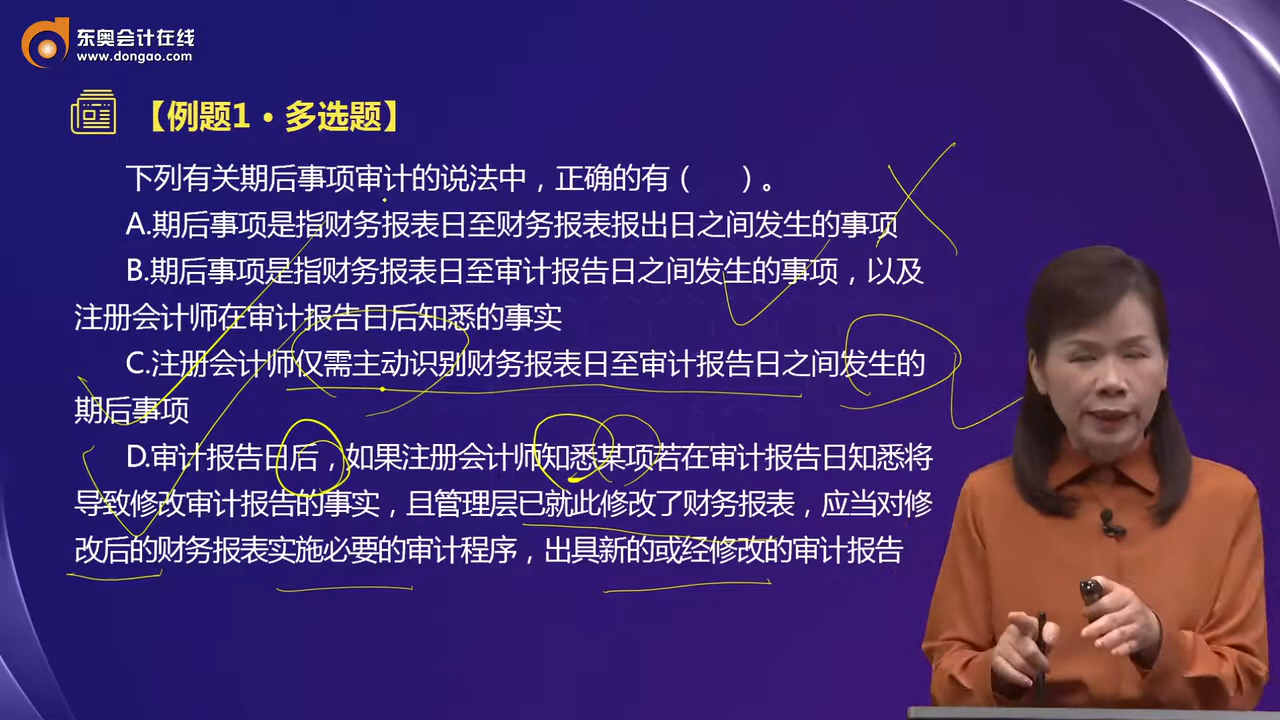 东奥会计在线
www.dongao.com
【例题1·多选题】
下列有关期后事项审计的说法中，正确的有（ ）。
A.期后事项是指财务报表日至财务报表报出日之间发生的事项
B.期后事项是指财务报表日至审计报告日之间发生的事项，以及
注册会计师在审计报告日后知悉的事实
C.注册会计师仅需主动识别财务报表日至审计报告日之间发生的
期后事项
D.审计报告日后，如果注册会计师知悉某项若在审计报告日知悉将
导致修改审计报告的事实，且管理层已就此修改了财务报表，应当对修
改后的财务报表实施必要的审计程序，出具新的或经修改的审计报告